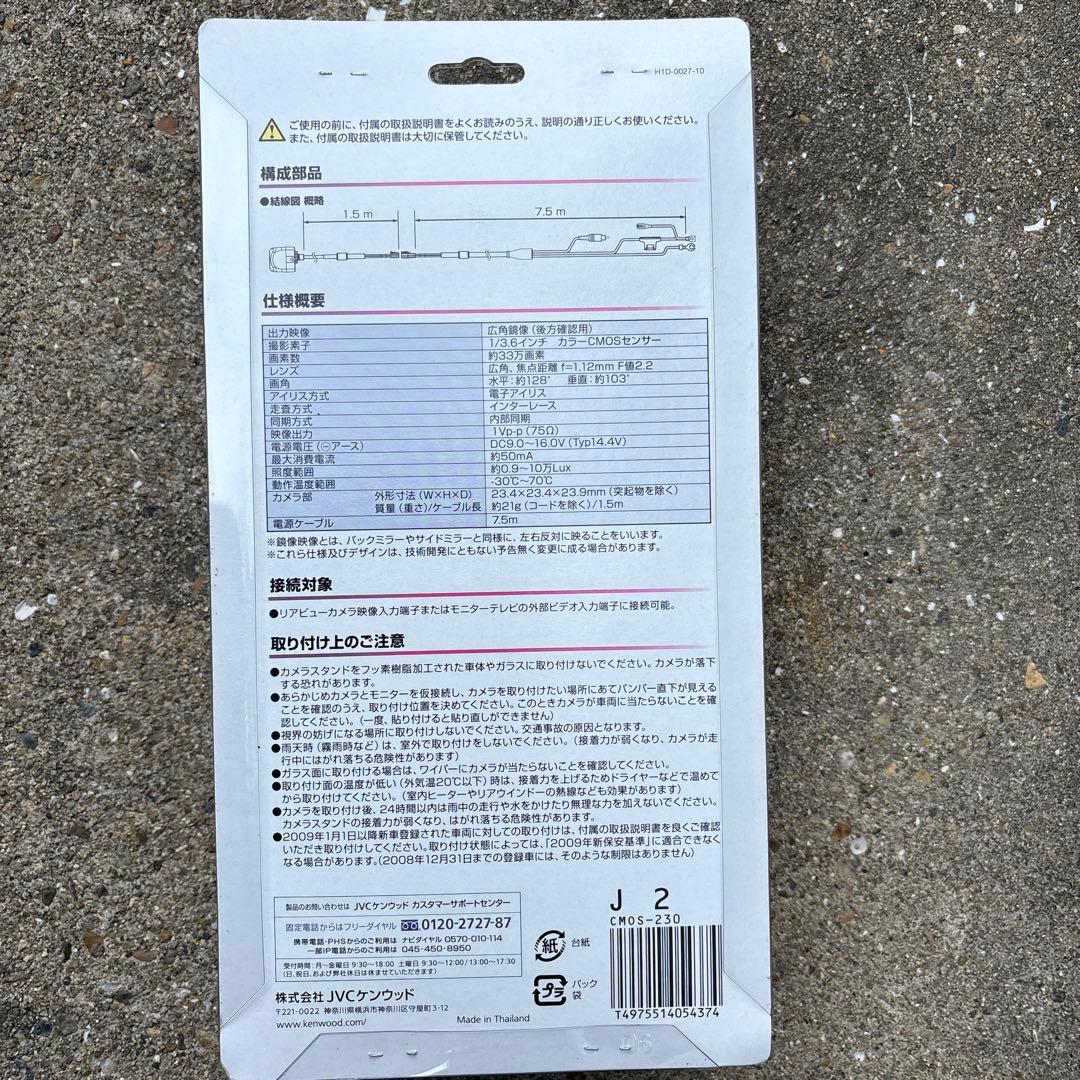 H1D-0027-10
ご使用の前に、付属の取扱説明書をよくお読みのうえ、説明の通り正しくお使いください。
また、付属の取扱説明書は大切に保管してください。
構成部品
●結線図 概略
1.5 m
7.5 m
仕様概要
出力映像 広角鏡像（後方確認用）
撮影素子 1/3.6インチ カラーCMOSセンサー
画素数 約33万画素
レンズ 広角、焦点距離 f=1.12mm F値2.2
画角 水平：約128° 垂直：約103°
アイリス方式 電子アイリス
走査方式 インターレース
同期方式 内部同期
映像出力 1Vp-p (75Ω)
電源電圧（⊖アース） DC9.0～16.0V (Typ14.4V)
最大消費電流 約50mA
照度範囲 約0.9～10万Lux
動作温度範囲 -30℃～70℃
カメラ部 外形寸法（W×H×D） 23.4×23.4×23.9mm（突起物を除く）
質量（重さ）/ケーブル長 約21g（コードを除く）/1.5m
電源ケーブル 7.5m
※鏡像映像とは、バックミラーやサイドミラーと同様に、左右反対に映ることをいいます。
※これら仕様及びデザインは、技術開発にともない予告無く変更に成る場合があります。
接続対象
●リアビューカメラ映像入力端子またはモニターテレビの外部ビデオ入力端子に接続可能。
取り付け上のご注意
●カメラスタンドをフッ素樹脂加工された車体やガラスに取り付けないでください。カメラが落下
する恐れがあります。
●あらかじめカメラとモニターを仮接続し、カメラを取り付けたい場所にあてバンパー直下が見える
ことを確認のうえ、取り付け位置を決めてください。このときカメラが車両に当たらないことを確
認してください。（一度、貼り付けると貼り直しができません）
●視界の妨げになる場所に取り付けしないでください。交通事故の原因となります。
●雨天時（霧雨時など）は、室外で取り付けをしないでください。（接着力が弱くなり、カメラが走
行中にはがれ落ちる危険性があります）
●ガラス面に取り付ける場合は、ワイパーにカメラが当たらないことを確認してください。
●取り付け面の温度が低い（外気温20℃以下）時は、接着力を上げるためドライヤーなどで温めて
から取り付けてください。（室内ヒーターやリアウインドーの熱線なども効果があります）
●カメラを取り付け後、24時間以内は雨中の走行や水をかけたり無理な力を加えないでください。
カメラスタンドの接着力が弱くなり、はがれ落ちる危険性があります。
●2009年1月1日以降新車登録された車両に対しての取り付けは、付属の取扱説明書を良くご確認
いただき取り付けしてください。取り付け状態によっては、「2009年新保安基準」に適合できなく
なる場合があります。（2008年12月31日までの登録車には、そのような制限はありません）
製品のお問い合わせは JVCケンウッド カスタマーサポートセンター
固定電話からはフリーダイヤル 0120-2727-87
携帯電話・PHSからのご利用は ナビダイヤル 0570-010-114
一部IP電話からのご利用は 045-450-8950
受付時間：月～金曜日 9:30～18:00 土曜日 9:30～12:00 / 13:00～17:30
（日、祝日、および弊社休日は休ませていただきます）
株式会社 JVCケンウッド
〒221-0022 神奈川県横浜市神奈川区守屋町3-12
www.kenwood.com/
Made in Thailand
紙 台紙
プラ パック袋
J 2
CMOS-230
T4975514054374